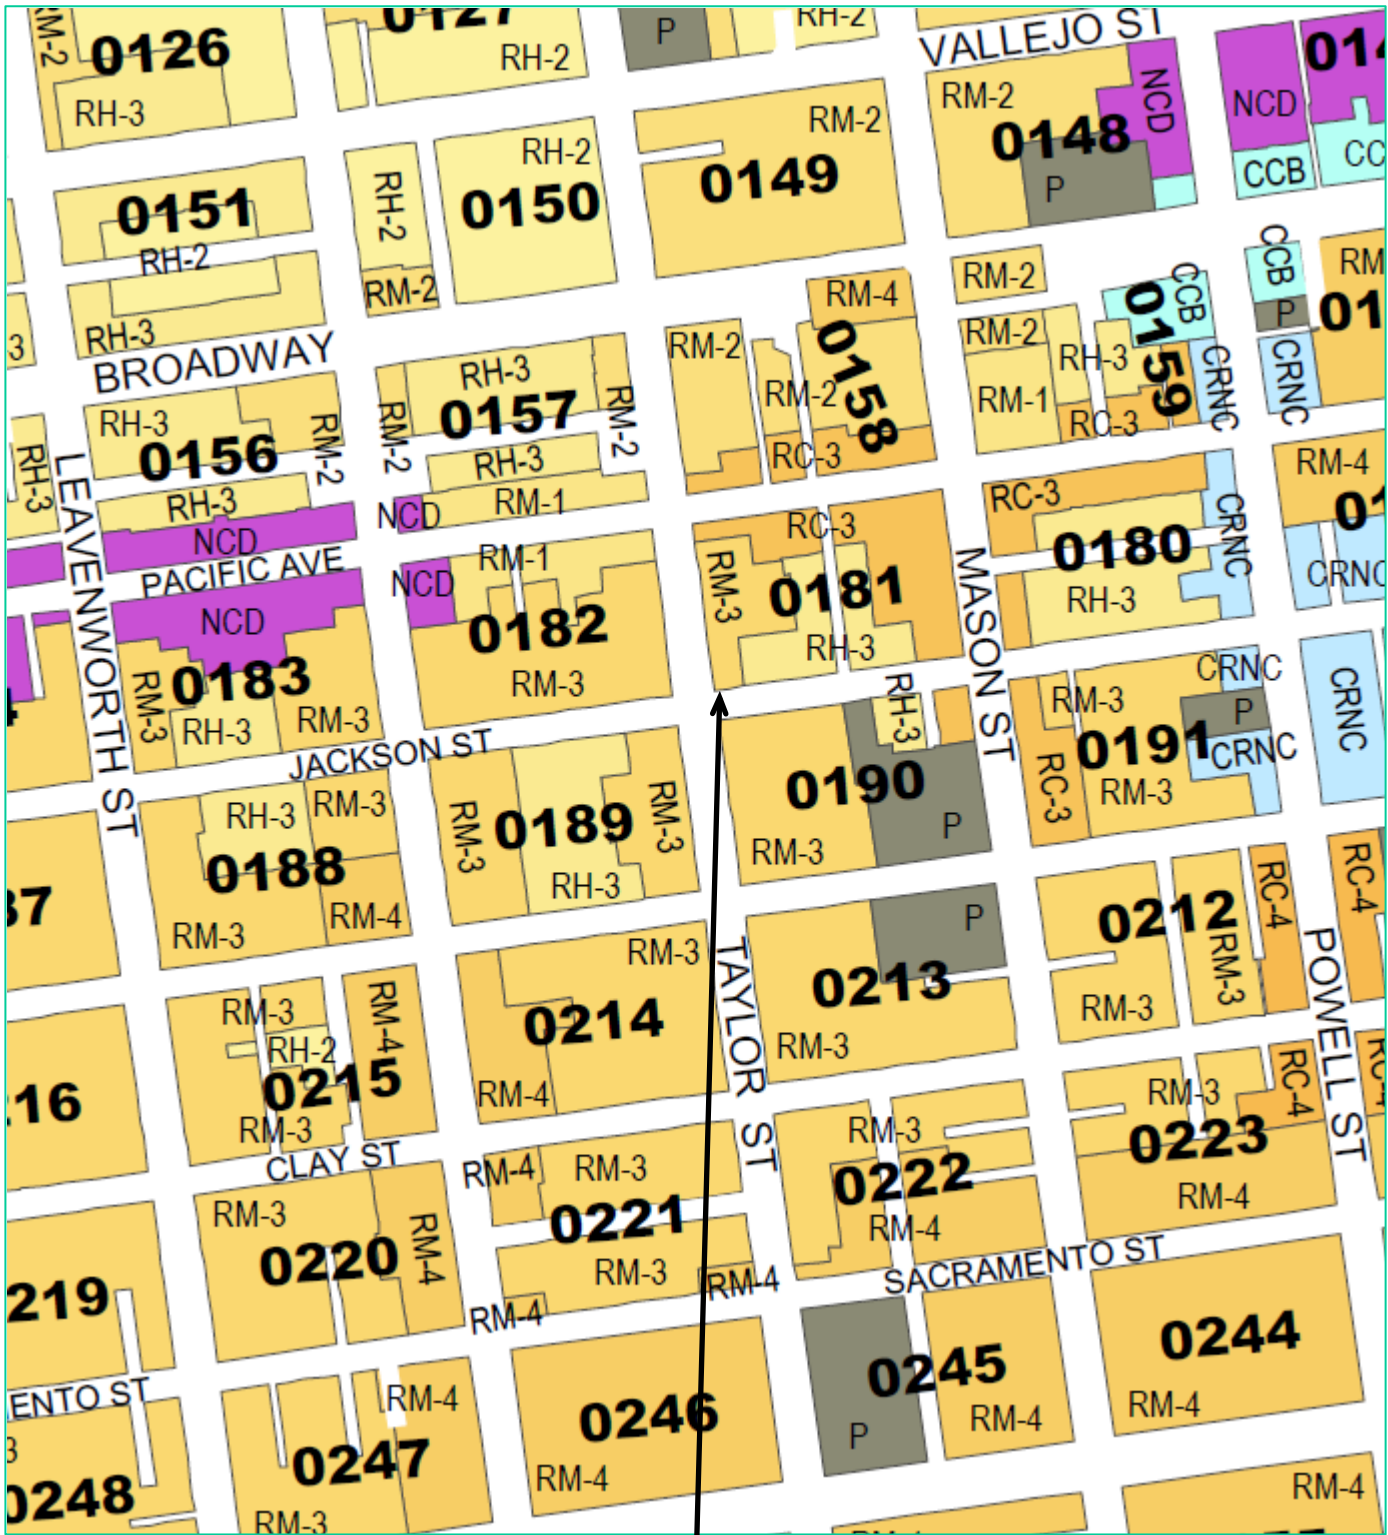 RM-2
0126
RH-3
0127
RH-2
P
RH-2
VALLEJO ST
RM-2
0148
P
NCD
NCD
CCB
0151
RH-2
RH-3
RH-2
RM-2
RH-2
0150
RM-2
0149
3
BROADWAY
RH-3
0156
RM-2
RH-3
RH-3
NCD
PACIFIC AVE
RH-3
0157
RM-2
RM-2
RH-3
RM-1
NCD
RM-2
RM-2
RM-4
0158
RC-3
RM-2
RM-2
RM-1
RH-3
RC-3
0159
CCB
CRNC
CCB
P
CRNC
RM-4
LEAVENWORTH ST
NCD
0183
RM-3
RH-3
RM-3
NCD
RM-1
0182
RM-3
RC-3
RM-3
0181
RH-3
MASON ST
RC-3
0180
RH-3
CRNC
CRNC
JACKSON ST
RH-3
RM-3
0188
RM-3
RM-4
RM-3
0189
RH-3
RM-3
RH-3
0190
RM-3
P
RM-3
RC-3
0191
RM-3
CRNC
P
CRNC
CRNC
RM-3
RH-2
0215
RM-3
RM-4
CLAY ST
RM-3
0214
RM-4
TAYLOR ST
P
0213
RM-3
0212
RM-3
RM-3
RC-4
RC-4
POWELL ST
RM-3
0220
RM-4
RM-4
RM-3
0221
RM-3
RM-4
RM-4
RM-3
0222
RM-4
RM-3
RC-4
0223
RM-4
SACRAMENTO ST
RM-4
0247
RM-3
0246
RM-4
0245
P
RM-4
0244
RM-4
0248
RM-4